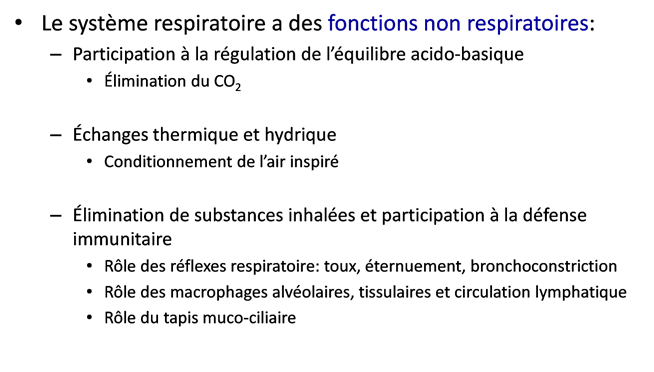 • Le système respiratoire a des fonctions non respiratoires:
– Participation à la régulation de l’équilibre acido-basique
• Élimination du CO₂
– Échanges thermique et hydrique
• Conditionnement de l’air inspiré
– Élimination de substances inhalées et participation à la défense
immunitaire
• Rôle des réflexes respiratoire: toux, éternuement, bronchoconstriction
• Rôle des macrophages alvéolaires, tissulaires et circulation lymphatique
• Rôle du tapis muco-ciliaire